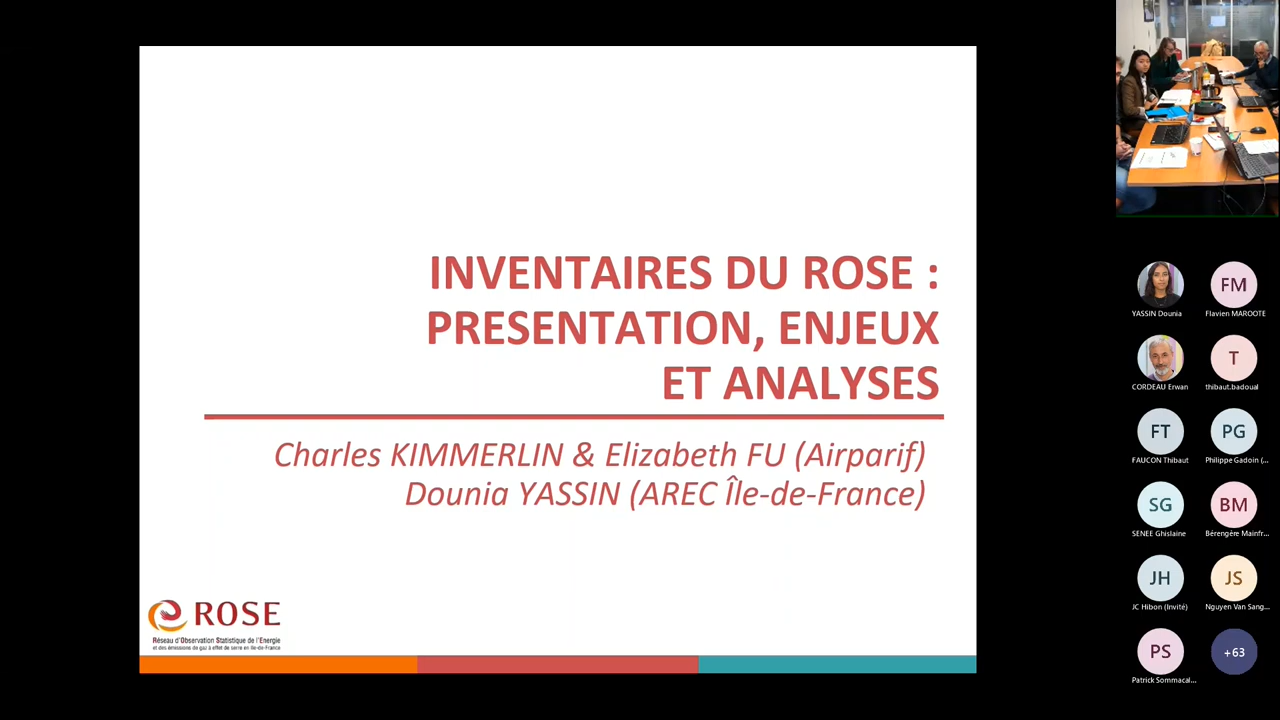 INVENTAIRES DU ROSE :
PRESENTATION, ENJEUX
ET ANALYSES
Charles KIMMERLIN & Elizabeth FU (Airparif)
Dounia YASSIN (AREC Île-de-France)
ROSE
Réseau d'Observation Statistique de l'Energie
et des émissions de gaz à effet de serre en Ile-de-France
YASSIN Dounia
FM
Flavien MAROOTE
CORDEAU Erwan
T
thibaut.badoual
FT
FAUCON Thibaut
PG
Philippe Gadoin (...
SG
SENEE Ghislaine
BM
Bérengère Mainfr...
JH
JC Hibon (Invité)
JS
Nguyen Van Sang...
PS
Patrick Sommacal...
+63